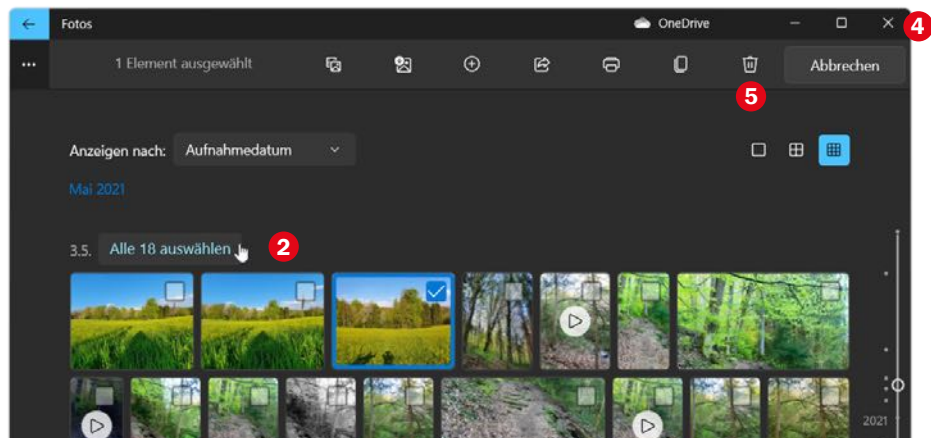 Fotos
OneDrive
4
1 Element ausgewählt
Abbrechen
5
Anzeigen nach: Aufnahmedatum
Mai 2021
3.5. Alle 18 auswählen
2
2021